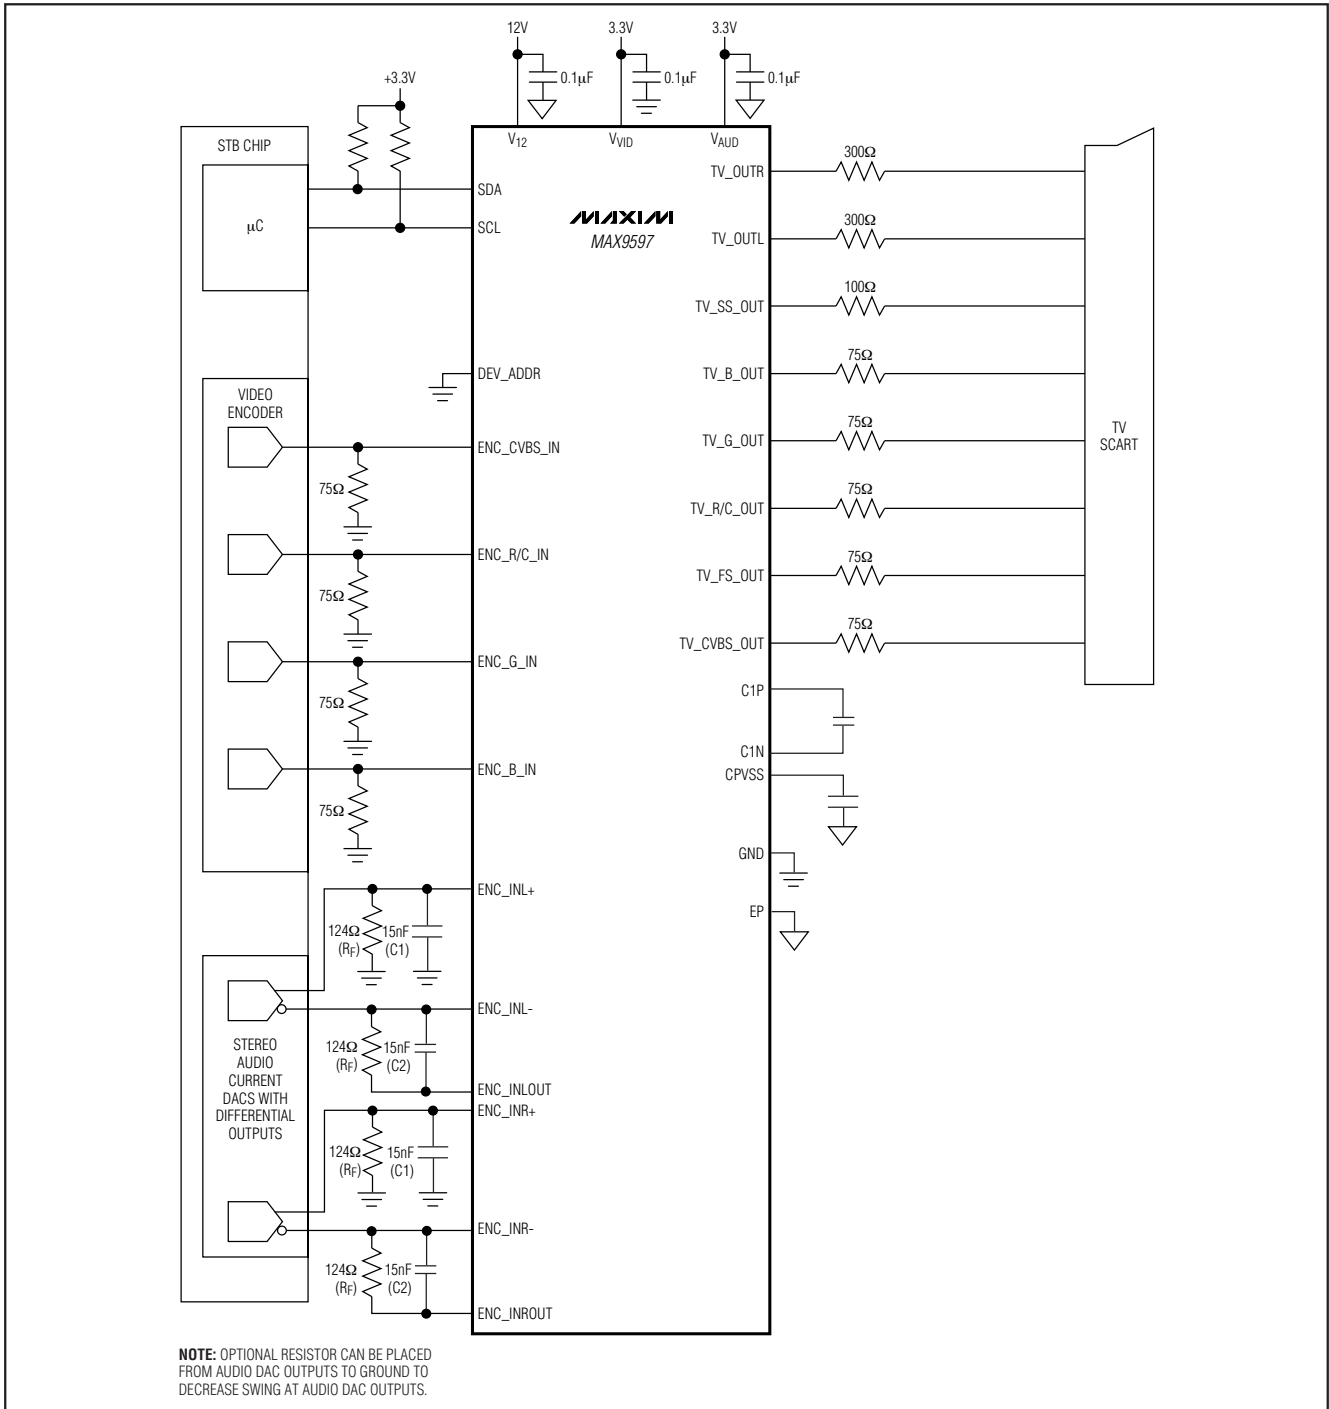 12V
3.3V
3.3V
0.1µF
0.1µF
0.1µF
+3.3V
STB CHIP
µC
V12
VVID
VAUD
SDA
SCL
MAXIM
MAX9597
TV_OUTR
300Ω
TV_OUTL
300Ω
TV_SS_OUT
100Ω
DEV_ADDR
TV_B_OUT
75Ω
VIDEO
ENCODER
ENC_CVBS_IN
75Ω
TV_G_OUT
75Ω
TV
SCART
TV_R/C_OUT
75Ω
ENC_R/C_IN
75Ω
TV_FS_OUT
75Ω
TV_CVBS_OUT
75Ω
ENC_G_IN
75Ω
C1P
C1N
CPVSS
ENC_B_IN
75Ω
GND
EP
ENC_INL+
124Ω
(RF)
15nF
(C1)
ENC_INL-
124Ω
(RF)
15nF
(C2)
ENC_INLOUT
STEREO
AUDIO
CURRENT
DACS WITH
DIFFERENTIAL
OUTPUTS
ENC_INR+
124Ω
(RF)
15nF
(C1)
ENC_INR-
124Ω
(RF)
15nF
(C2)
ENC_INROUT
NOTE: OPTIONAL RESISTOR CAN BE PLACED
FROM AUDIO DAC OUTPUTS TO GROUND TO
DECREASE SWING AT AUDIO DAC OUTPUTS.